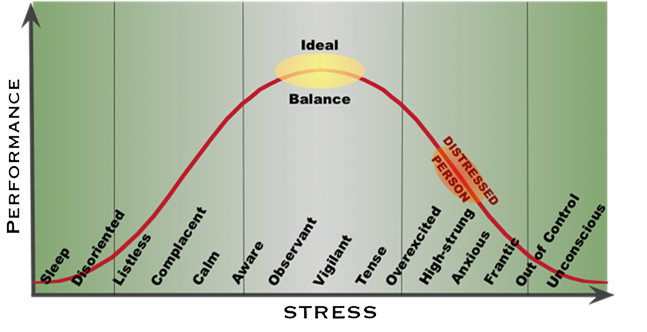 Ideal
Balance
DISTRESSED
PERSON
PERFORMANCE
Sleep
Disoriented
Listless
Complacent
Calm
Aware
Observant
Vigilant
Tense
Overexcited
High-strung
Anxious
Frantic
Out of Control
Unconscious
STRESS